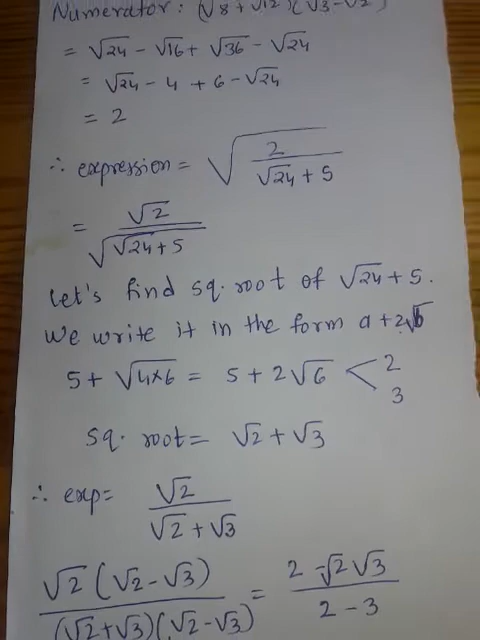 Numerator: (√8 + √12)(√3 - √2)
= √24 - √16 + √36 - √24
= √24 - 4 + 6 - √24
= 2
∴ expression = √(2/(√24 + 5))
= √2/√(√24 + 5)
Let's find sq. root of √24 + 5.
We write it in the form a + 2√b
5 + √4×6 = 5 + 2√6 < 2 3
sq. root = √2 + √3
∴ exp = √2/(√2 + √3)
√2(√2 - √3)/(√2 + √3)(√2 - √3) = (2 - √2√3)/(2 - 3)